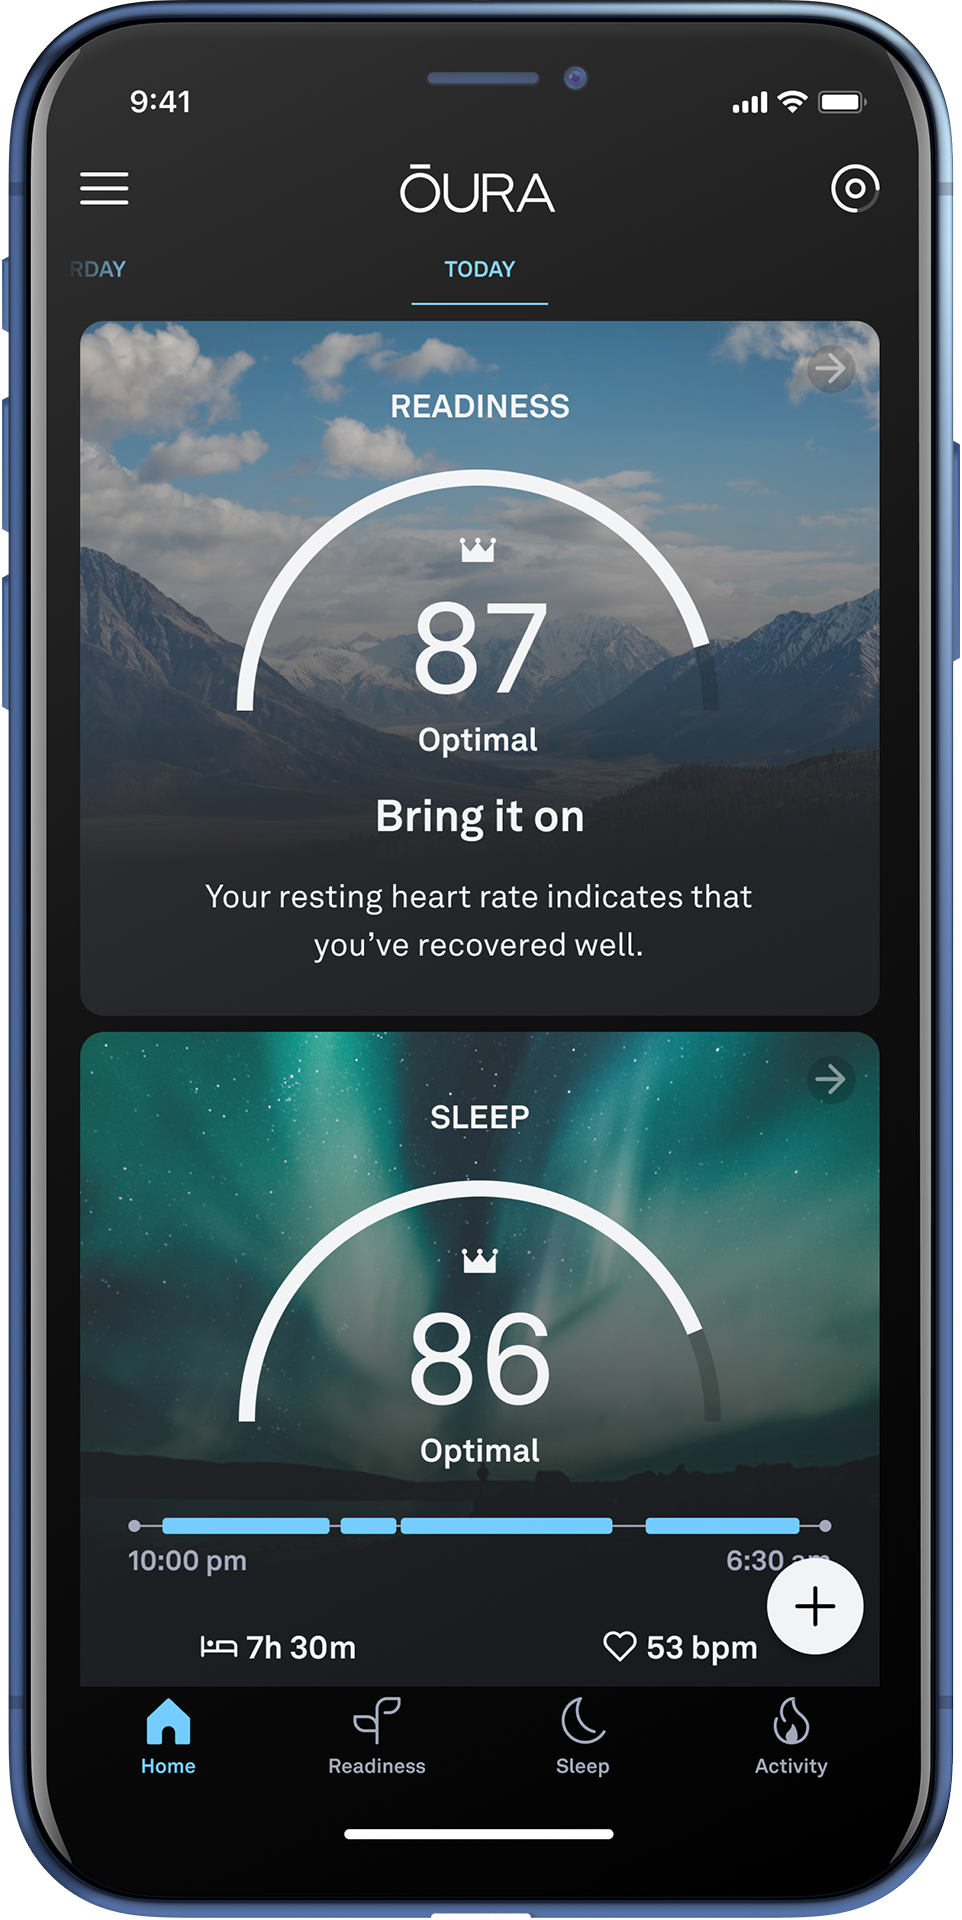 9:41
ŌURA
RDAY
TODAY
READINESS
87
Optimal
Bring it on
Your resting heart rate indicates that
you’ve recovered well.
SLEEP
86
Optimal
10:00 pm
6:30 am
7h 30m
53 bpm
Home
Readiness
Sleep
Activity